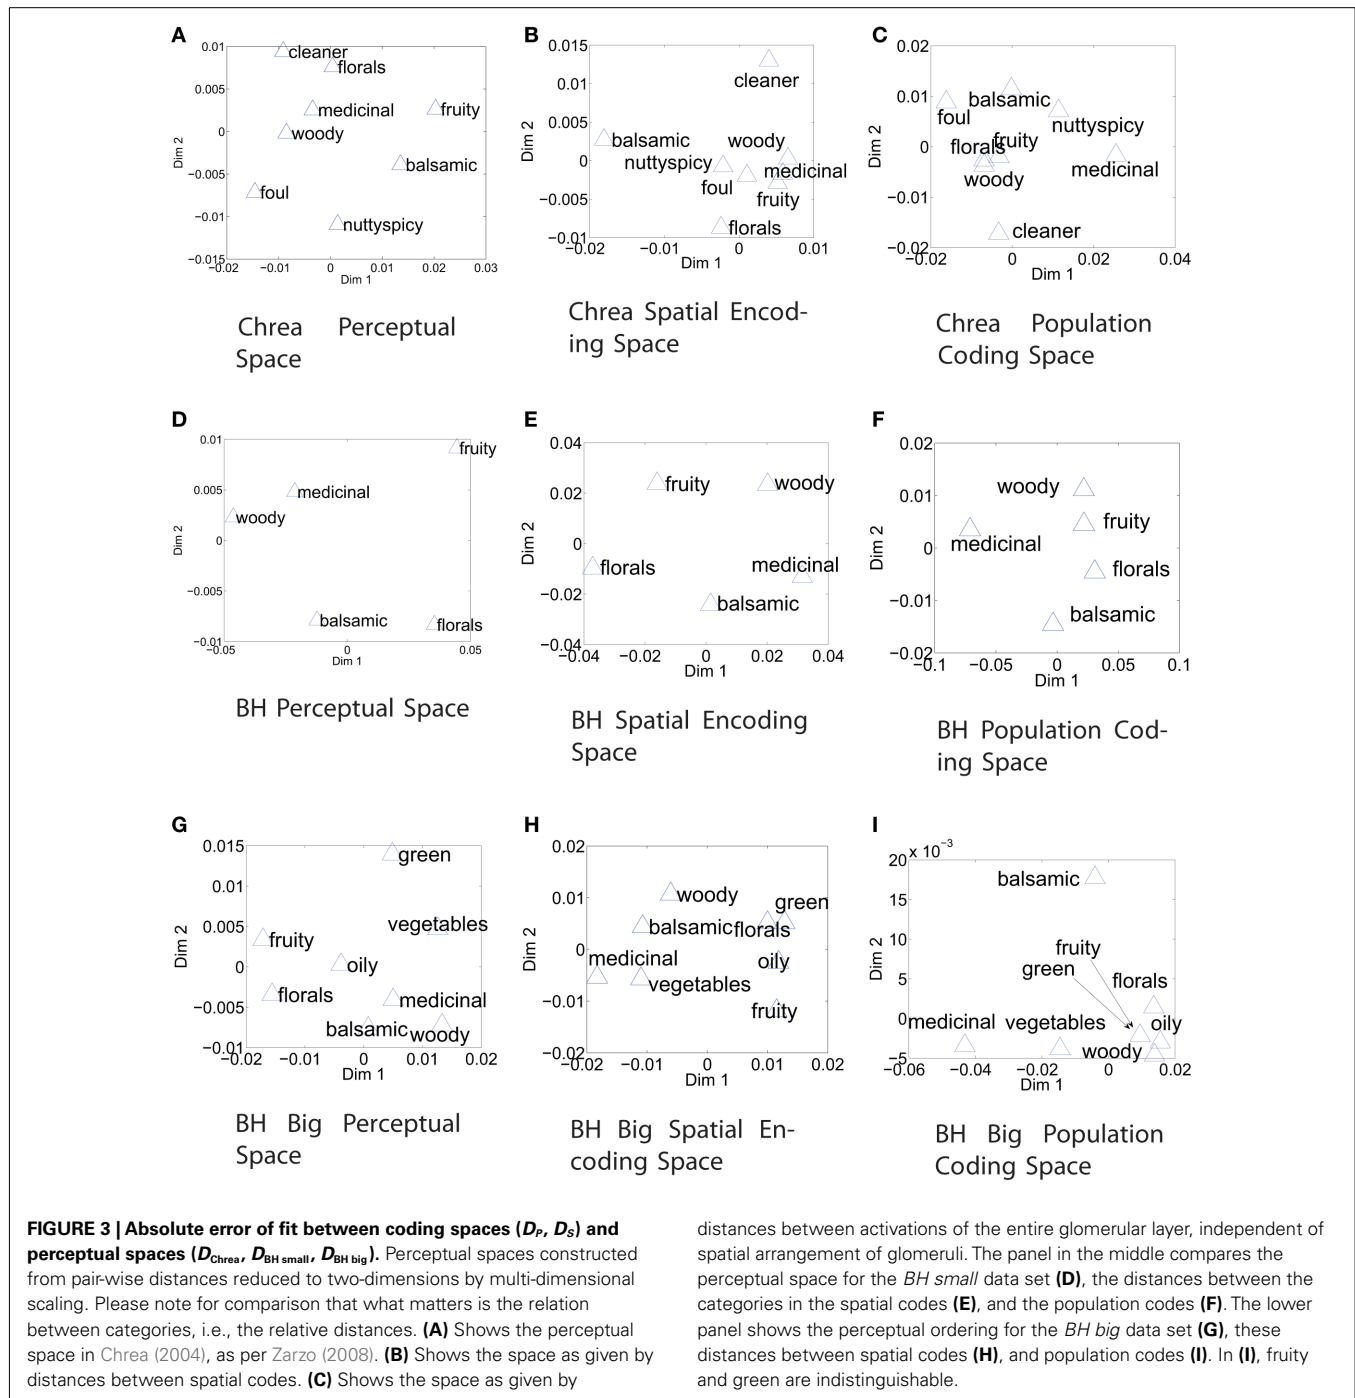 A
0.01
0.005
0
−0.005
−0.01
−0.015
−0.02
−0.01
0
0.01
0.02
0.03
Dim 2
Dim 1
cleaner
florals
medicinal
fruity
woody
balsamic
foul
nuttyspicy
Chrea Perceptual
Space
B
0.015
0.01
0.005
0
−0.005
−0.01
−0.02
−0.01
0
0.01
Dim 2
Dim 1
cleaner
balsamic
woody
nuttyspicy
medicinal
foul
fruity
florals
Chrea Spatial Encod-
ing Space
C
0.02
0.01
0
−0.01
−0.02
−0.02
0
0.02
0.04
Dim 2
Dim 1
balsamic
foul
nuttyspicy
fruity
florals
medicinal
woody
cleaner
Chrea Population
Coding Space
D
0.01
0.005
0
−0.005
−0.01
−0.05
0
0.05
Dim 2
Dim 1
fruity
medicinal
woody
balsamic
florals
BH Perceptual Space
E
0.04
0.02
0
−0.02
−0.04
−0.04
−0.02
0
0.02
0.04
Dim 2
Dim 1
fruity
woody
florals
medicinal
balsamic
BH Spatial Encoding
Space
F
0.02
0.01
0
−0.01
−0.02
−0.1
−0.05
0
0.05
0.1
Dim 2
Dim 1
woody
fruity
medicinal
florals
balsamic
BH Population Cod-
ing Space
G
0.015
0.01
0.005
0
−0.005
−0.01
−0.02
−0.01
0
0.01
0.02
Dim 2
Dim 1
green
vegetables
fruity
oily
florals
medicinal
balsamic
woody
BH Big Perceptual
Space
H
0.02
0.01
0
−0.01
−0.02
−0.02
−0.01
0
0.01
0.02
Dim 2
Dim 1
woody
green
balsamic
florals
medicinal
oily
vegetables
fruity
BH Big Spatial En-
coding Space
I
x 10⁻³
20
15
10
5
0
−5
−0.06
−0.04
−0.02
0
0.02
Dim 2
Dim 1
balsamic
fruity
green
florals
medicinal
vegetables
oily
woody
BH Big Population
Coding Space
FIGURE 3 | Absolute error of fit between coding spaces (D_P, D_S) and
perceptual spaces (D_Chrea, D_BH small, D_BH big). Perceptual spaces constructed
from pair-wise distances reduced to two-dimensions by multi-dimensional
scaling. Please note for comparison that what matters is the relation
between categories, i.e., the relative distances. (A) Shows the perceptual
space in Chrea (2004), as per Zarzo (2008). (B) Shows the space as given by
distances between spatial codes. (C) Shows the space as given by
distances between activations of the entire glomerular layer, independent of
spatial arrangement of glomeruli. The panel in the middle compares the
perceptual space for the BH small data set (D), the distances between the
categories in the spatial codes (E), and the population codes (F). The lower
panel shows the perceptual ordering for the BH big data set (G), these
distances between spatial codes (H), and population codes (I). In (I), fruity
and green are indistinguishable.